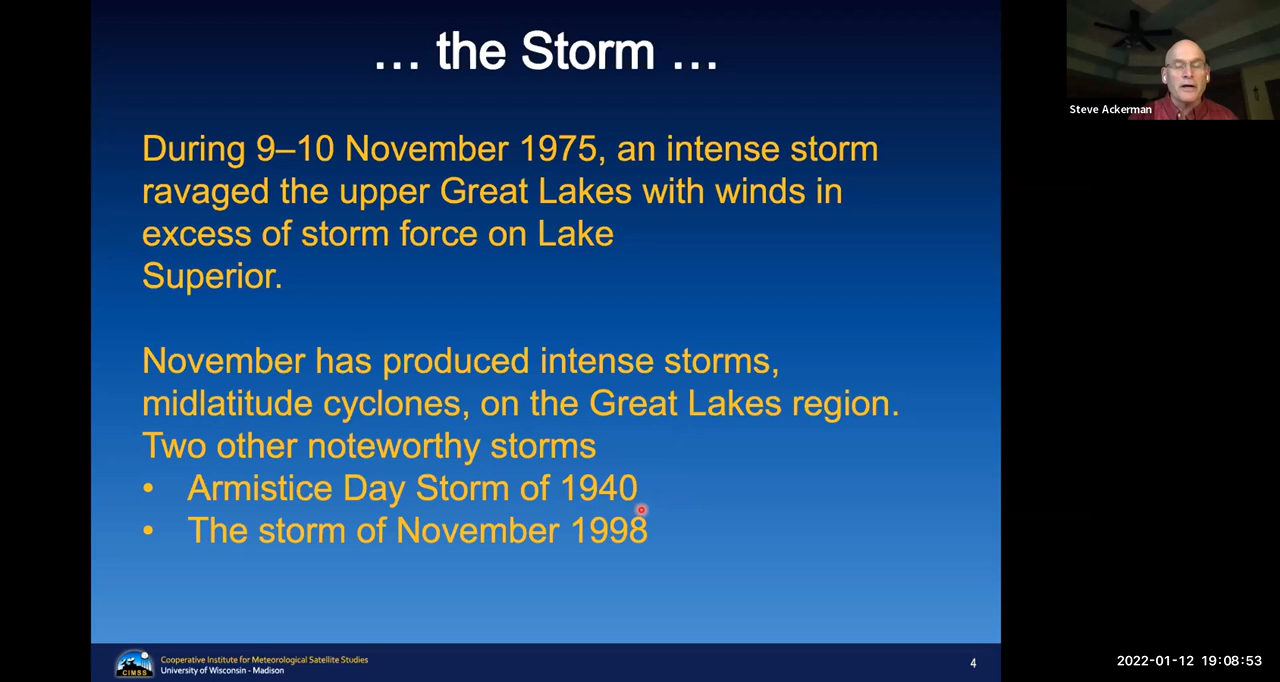 … the Storm …
During 9–10 November 1975, an intense storm
ravaged the upper Great Lakes with winds in
excess of storm force on Lake
Superior.
November has produced intense storms,
midlatitude cyclones, on the Great Lakes region.
Two other noteworthy storms
• Armistice Day Storm of 1940
• The storm of November 1998
CIMSS
Cooperative Institute for Meteorological Satellite Studies
University of Wisconsin - Madison
4
Steve Ackerman
2022-01-12 19:08:53